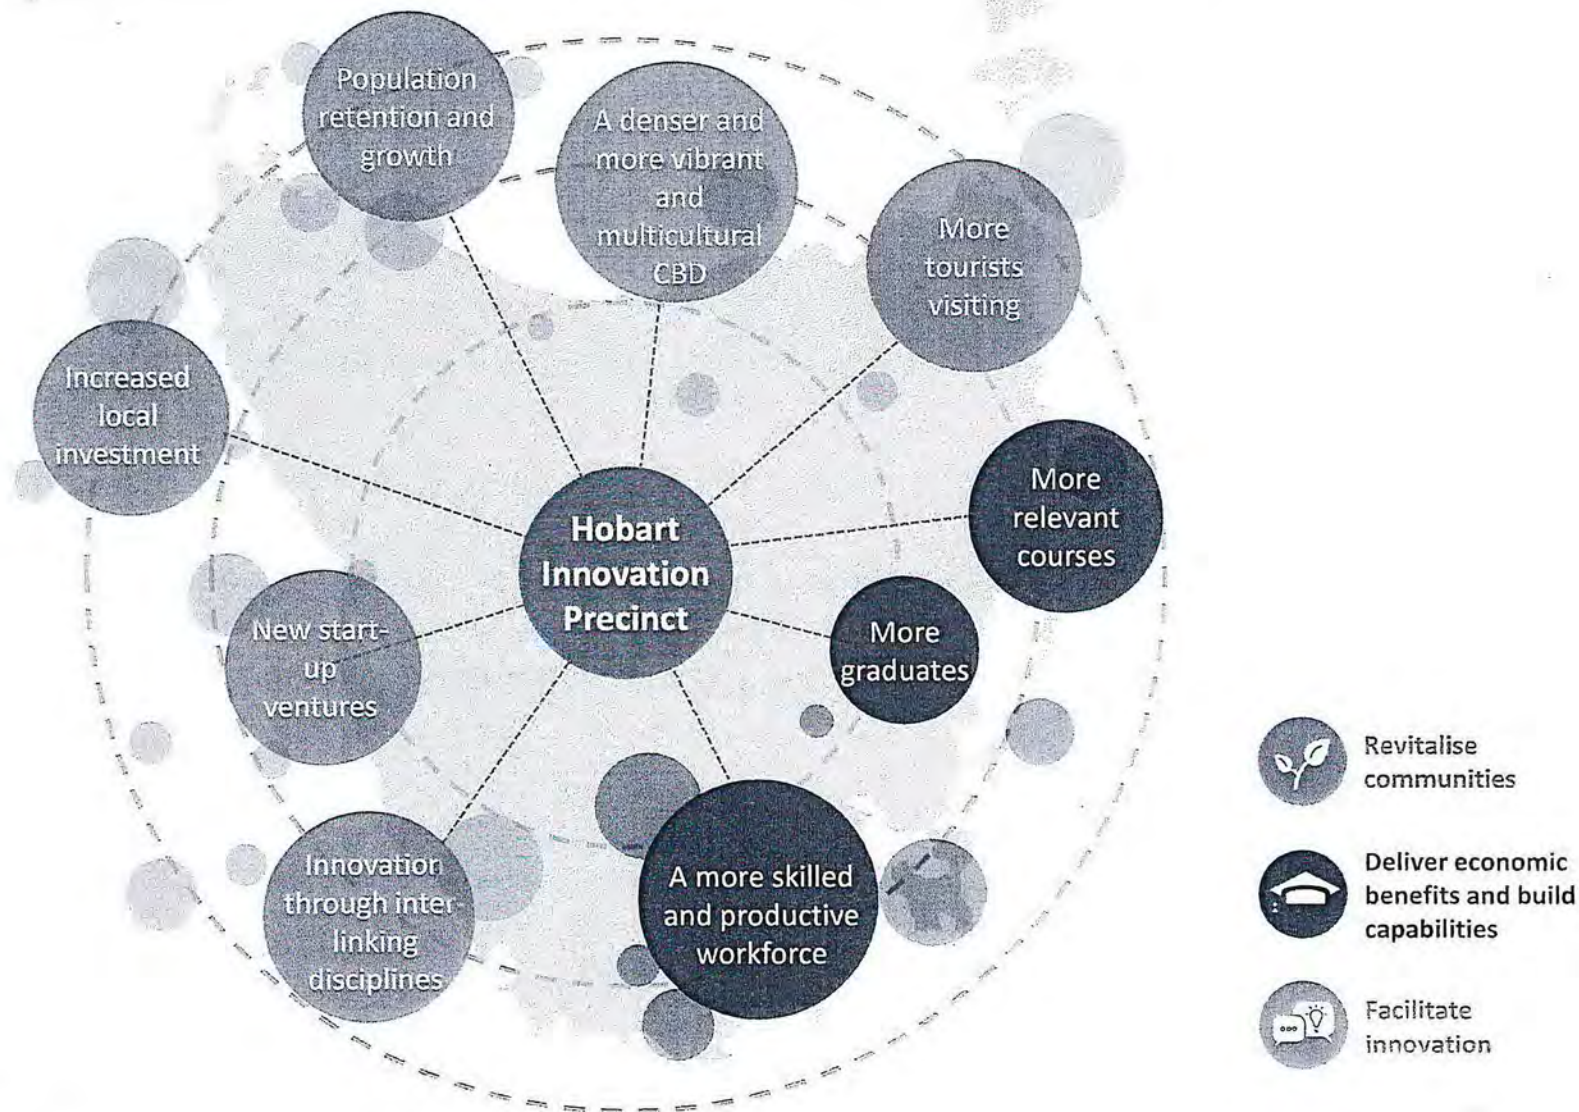 Population
retention and
growth
A denser and
more vibrant
and
multicultural
CBD
More
tourists
visiting
Increased
local
investment
Hobart
Innovation
Precinct
More
relevant
courses
New start-
up
ventures
More
graduates
Innovation
through inter
linking
disciplines
A more skilled
and productive
workforce
Revitalise
communities
Deliver economic
benefits and build
capabilities
Facilitate
innovation